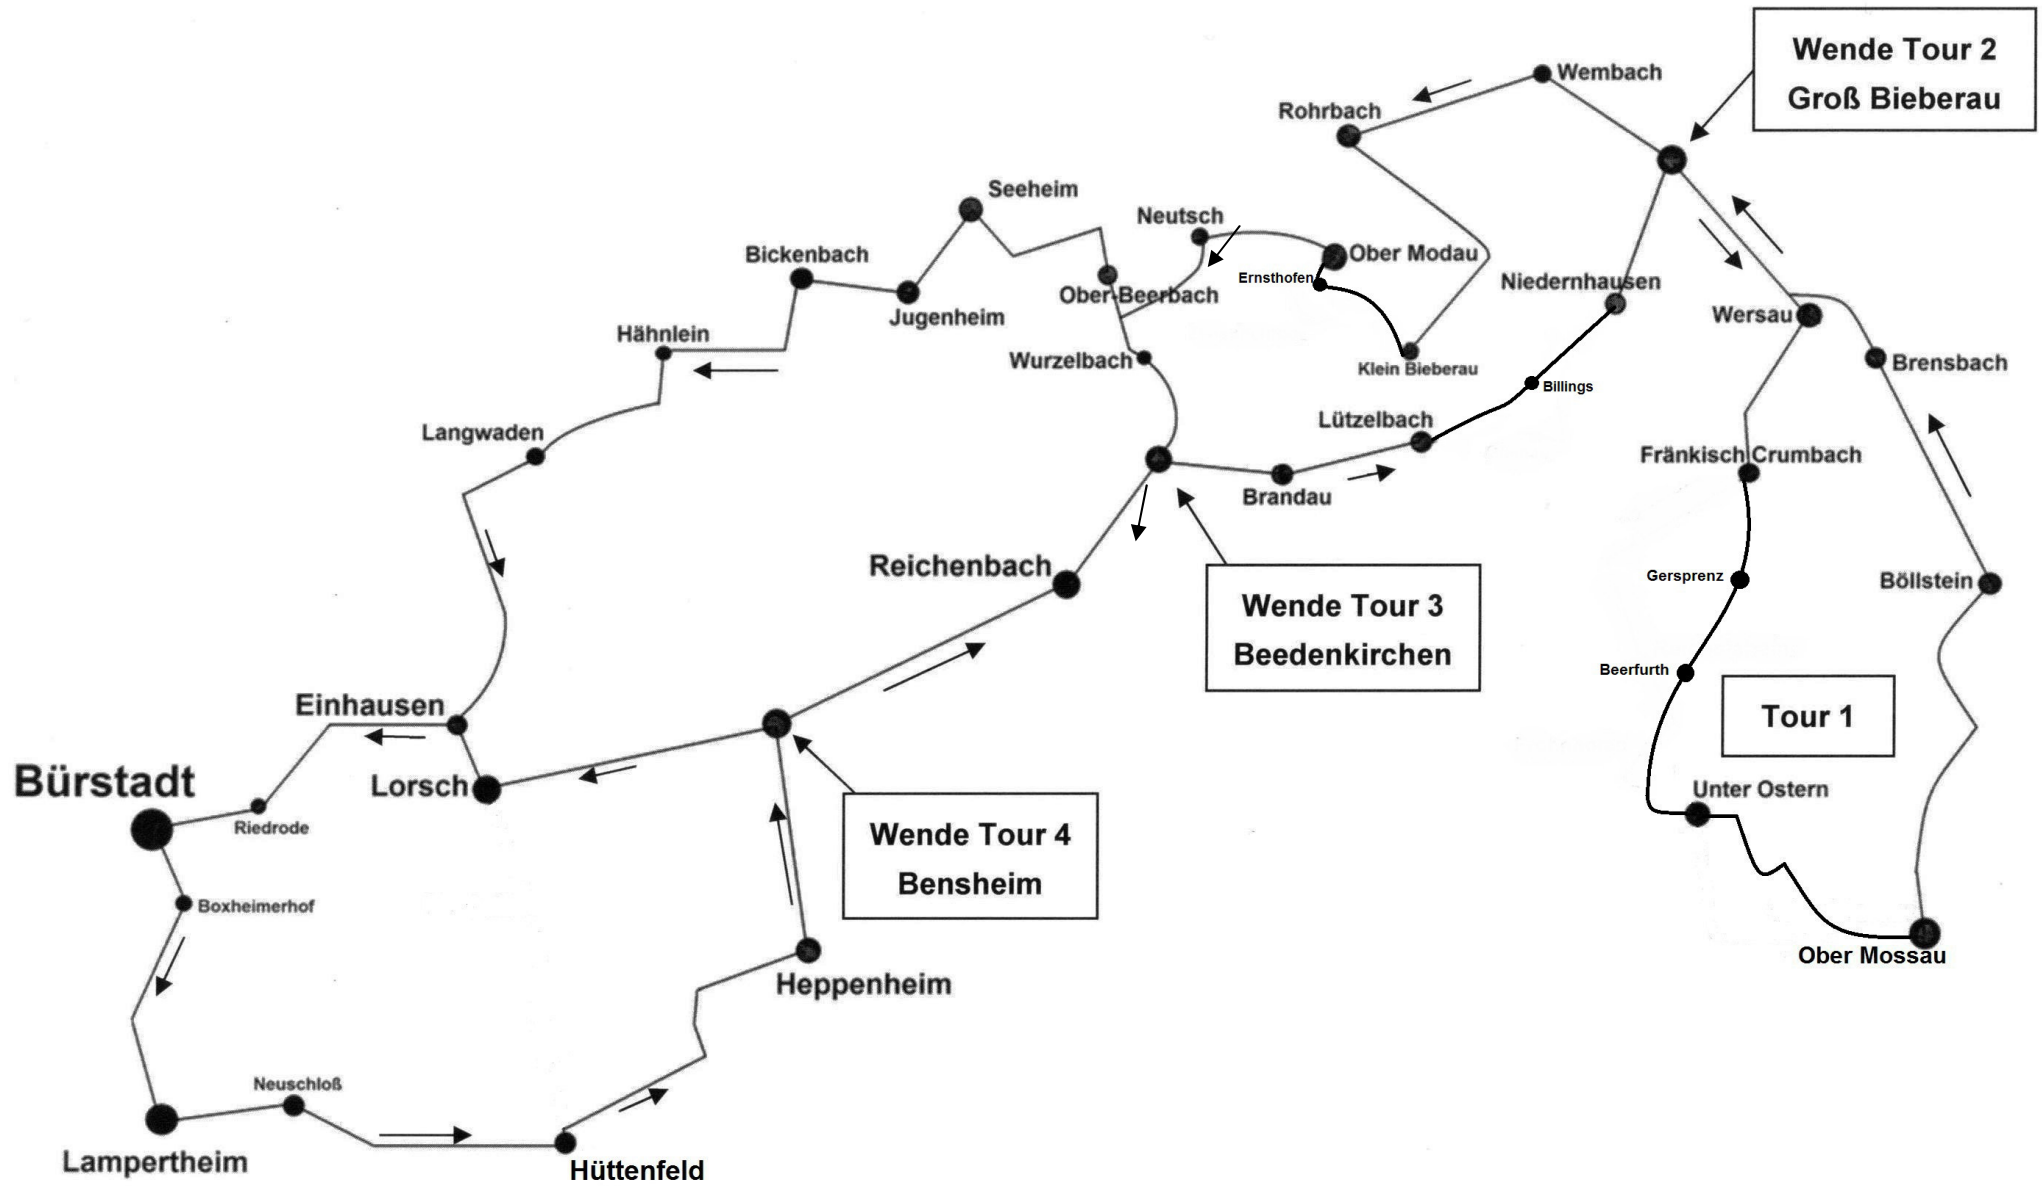 Wende Tour 2
Groß Bieberau
Wembach
Rohrbach
Seeheim
Neutsch
Ober Modau
Bickenbach
Ernsthofen
Niedernhausen
Ober-Beerbach
Jugenheim
Wersau
Hähnlein
Wurzelbach
Klein Bieberau
Brensbach
Billings
Lützelbach
Langwaden
Fränkisch Crumbach
Brandau
Reichenbach
Gersprenz
Böllstein
Wende Tour 3
Beedenkirchen
Beerfurth
Einhausen
Tour 1
Bürstadt
Lorsch
Unter Ostern
Riedrode
Wende Tour 4
Bensheim
Boxheimerhof
Ober Mossau
Heppenheim
Neuschloß
Lampertheim
Hüttenfeld